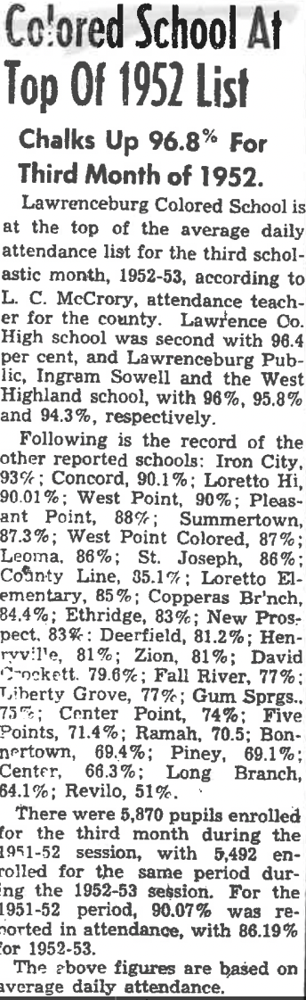 Colored School At
Top Of 1952 List
Chalks Up 96.8% For
Third Month of 1952.
Lawrenceburg Colored School is
at the top of the average daily
attendance list for the third schol-
astic month, 1952-53, according to
L. C. McCrory, attendance teach-
er for the county. Lawrence Co.
High school was second with 96.4
per cent, and Lawrenceburg Pub-
lic, Ingram Sowell and the West
Highland school, with 96%, 95.8%
and 94.3%, respectively.
Following is the record of the
other reported schools: Iron City,
93%; Concord, 90.1%; Loretto Hi,
90.01%; West Point, 90%; Pleas-
ant Point, 88%; Summertown,
87.3%; West Point Colored, 87%;
Leoma, 86%; St. Joseph, 86%;
County Line, 85.1%; Loretto El-
ementary, 85%; Copperas Br'nch,
84.4%; Ethridge, 83%; New Pros-
pect, 83%: Deerfield, 81.2%; Hen-
ryville, 81%; Zion, 81%; David
Crockett. 79.6%; Fall River, 77%;
Liberty Grove, 77%; Gum Sprgs.,
75%; Center Point, 74%; Five
Points, 71.4%; Ramah, 70.5; Bon-
nertown, 69.4%; Piney, 69.1%;
Center, 66.3%; Long Branch,
64.1%; Revilo, 51%.
There were 5,870 pupils enrolled
for the third month during the
1951-52 session, with 5,492 en-
rolled for the same period dur-
ing the 1952-53 session. For the
1951-52 period, 90.07% was re-
ported in attendance, with 86.19%
for 1952-53.
The above figures are based on
average daily attendance.